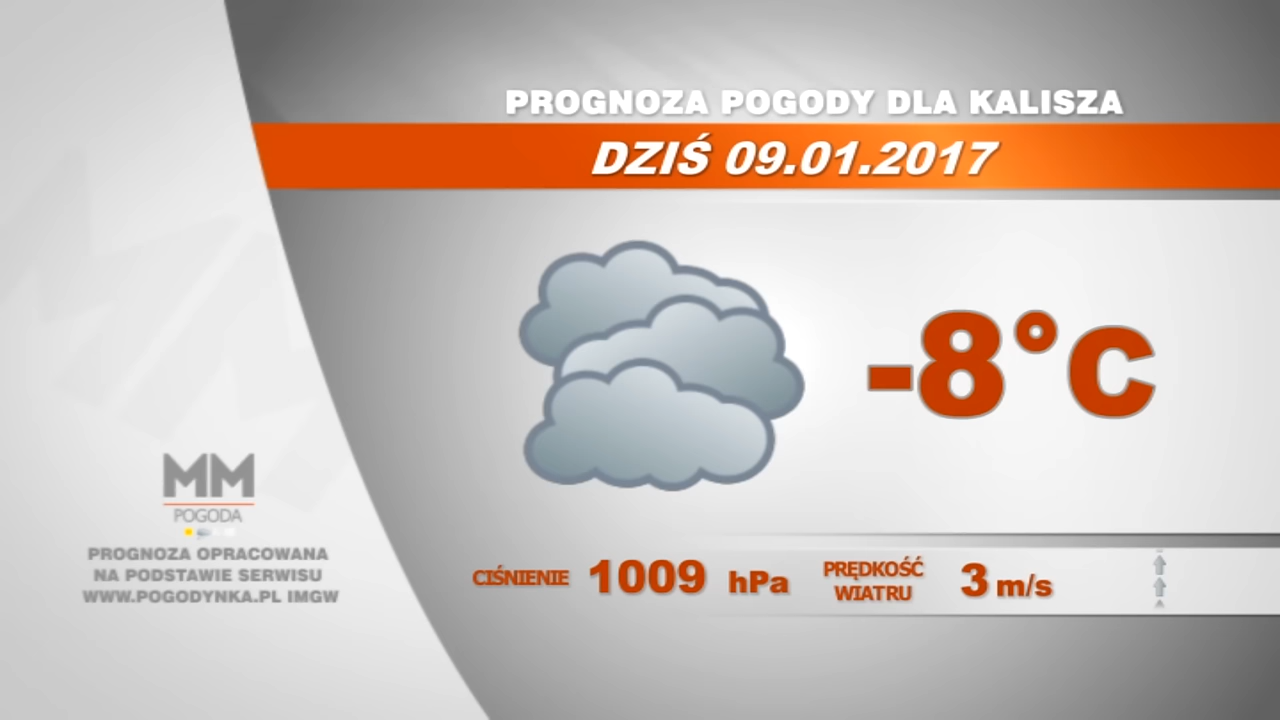 PROGNOZA POGODY DLA KALISZA
DZIŚ 09.01.2017
-8°C
CIŚNIENIE 1009 hPa
PRĘDKOŚĆ
WIATRU 3 m/s
MM
POGODA
PROGNOZA OPRACOWANA
NA PODSTAWIE SERWISU
WWW.POGODYNKA.PL IMGW